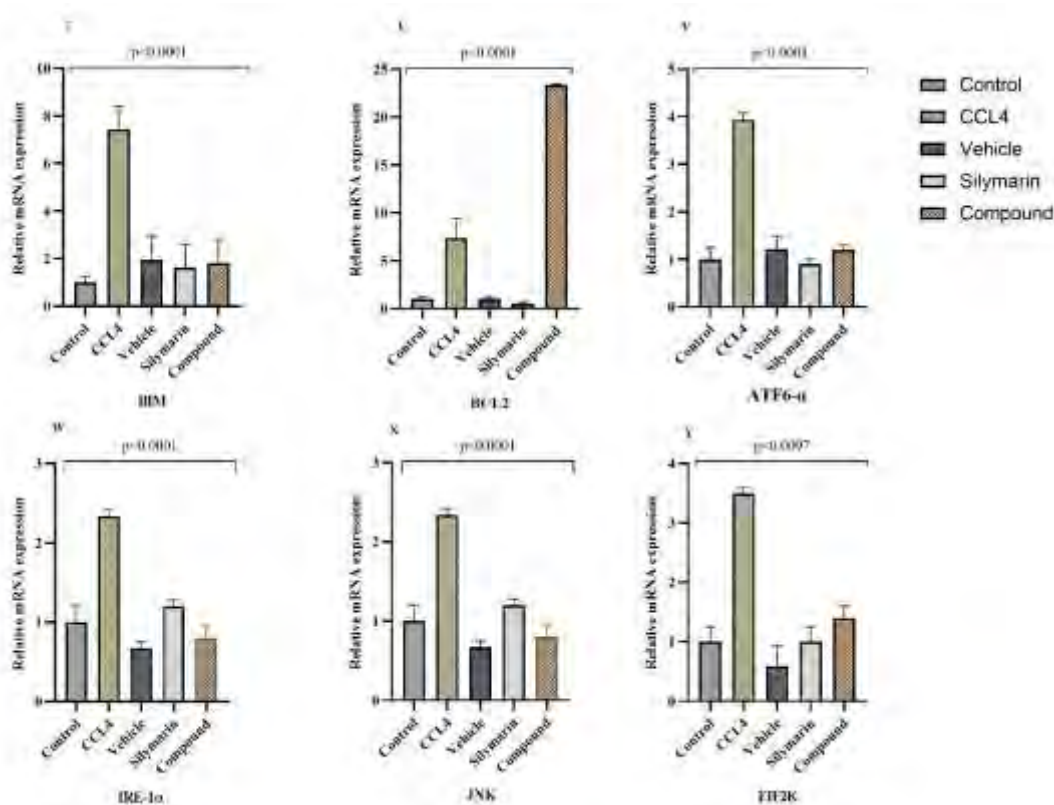 p<0.0001
Relative mRNA expression
10
8
6
4
2
0
Control
CCL4
Vehicle
Silymarin
Compound
BIM
p<0.0001
Relative mRNA expression
25
20
15
10
5
0
Control
CCL4
Vehicle
Silymarin
Compound
BCL2
V
p<0.0001
Relative mRNA expression
5
4
3
2
1
0
Control
CCL4
Vehicle
Silymarin
Compound
ATF6-α
Control
CCL4
Vehicle
Silymarin
Compound
W
p<0.0001
Relative mRNA expression
3
2
1
0
Control
CCL4
Vehicle
Silymarin
Compound
IRE-1α
X
p<0.0001
Relative mRNA expression
3
2
1
0
Control
CCL4
Vehicle
Silymarin
Compound
JNK
Y
p<0.0097
Relative mRNA expression
4
3
2
1
0
Control
CCL4
Vehicle
Silymarin
Compound
EIF2K